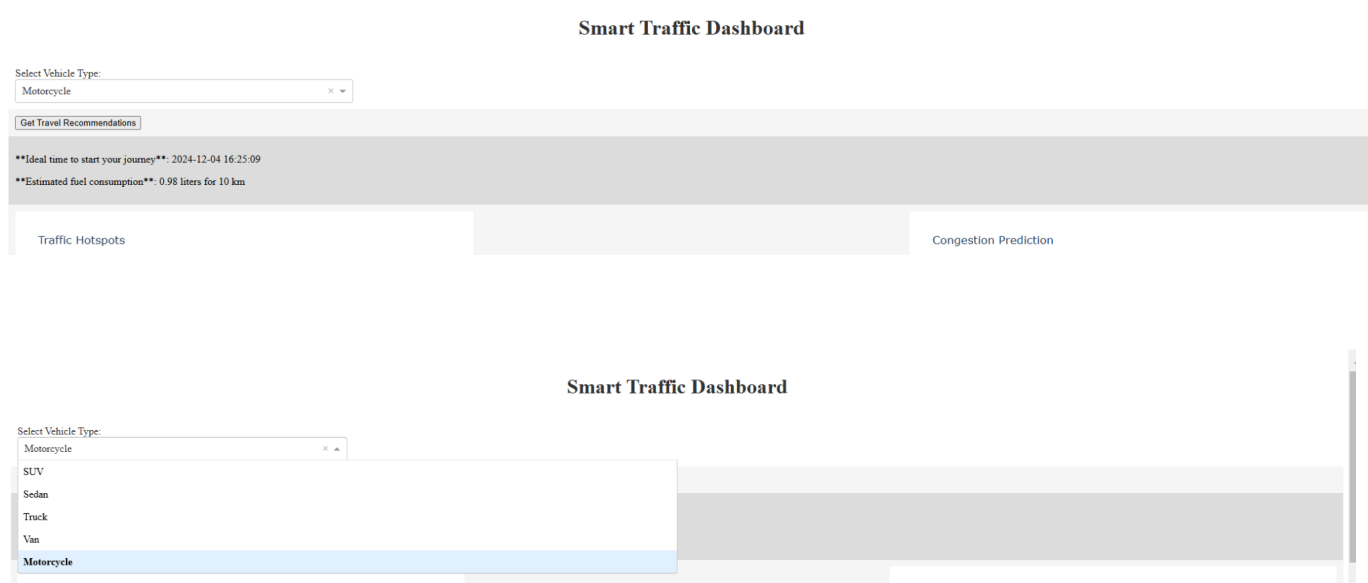 Smart Traffic Dashboard
Select Vehicle Type:
Motorcycle
Get Travel Recommendations
**Ideal time to start your journey**: 2024-12-04 16:25:09
**Estimated fuel consumption**: 0.98 liters for 10 km
Traffic Hotspots
Congestion Prediction
Smart Traffic Dashboard
Select Vehicle Type:
Motorcycle
SUV
Sedan
Truck
Van
Motorcycle